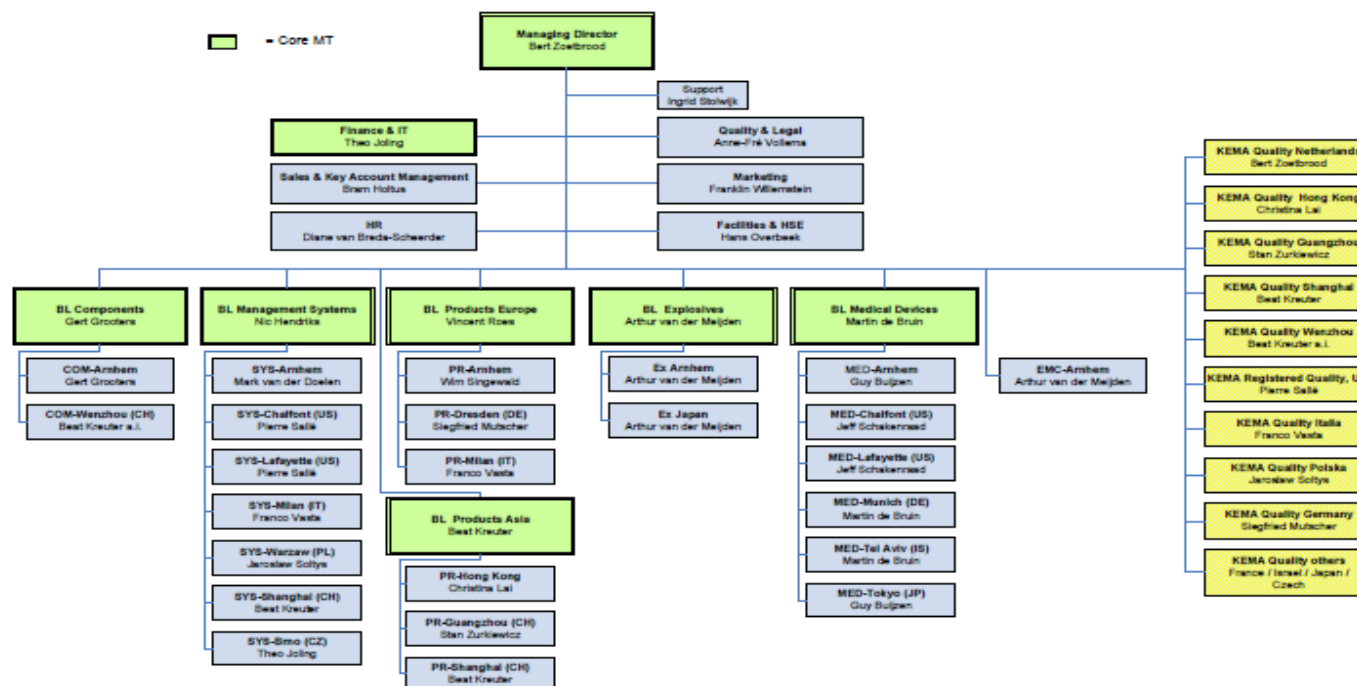 = Core MT
Managing Director
Bert Zoetbrood
Support
Ingrid Stolwijk
Finance & IT
Theo Joling
Quality & Legal
Anne-Fré Vollema
Sales & Key Account Management
Bram Holtus
Marketing
Franklin Willemstein
HR
Diane van Breda-Scheerder
Facilities & HSE
Hans Overbeek
BL Components
Gert Grooters
COM-Arnhem
Gert Grooters
COM-Wenzhou (CH)
Beat Kreuter a.i.
BL Management Systems
Nic Hendriks
SYS-Arnhem
Mark van der Doelen
SYS-Chalfont (US)
Pierre Sallé
SYS-Lafayette (US)
Pierre Sallé
SYS-Milan (IT)
Franco Vasta
SYS-Warzaw (PL)
Jaroslaw Soltys
SYS-Shanghai (CH)
Beat Kreuter
SYS-Brno (CZ)
Theo Joling
BL Products Europe
Vincent Roes
PR-Arnhem
Wim Singewald
PR-Dresden (DE)
Siegfried Mutscher
PR-Milan (IT)
Franco Vasta
BL Products Asia
Beat Kreuter
PR-Hong Kong
Christina Lai
PR-Guangzhou (CH)
Stan Zurkiewicz
PR-Shanghai (CH)
Beat Kreuter
BL Explosives
Arthur van der Meijden
Ex Arnhem
Arthur van der Meijden
Ex Japan
Arthur van der Meijden
BL Medical Devices
Martin de Bruin
MED-Arnhem
Guy Buijzen
MED-Chalfont (US)
Jeff Schakenraad
MED-Lafayette (US)
Jeff Schakenraad
MED-Munich (DE)
Martin de Bruin
MED-Tel Aviv (IS)
Martin de Bruin
MED-Tokyo (JP)
Guy Buijzen
EMC-Arnhem
Arthur van der Meijden
KEMA Quality Netherlands
Bert Zoetbrood
KEMA Quality Hong Kong
Christina Lai
KEMA Quality Guangzhou
Stan Zurkiewicz
KEMA Quality Shanghai
Beat Kreuter
KEMA Quality Wenzhou
Beat Kreuter a.i.
KEMA Registered Quality, U
Pierre Sallé
KEMA Quality Italia
Franco Vasta
KEMA Quality Polska
Jaroslaw Soltys
KEMA Quality Germany
Siegfried Mutscher
KEMA Quality others
France / Israel / Japan /
Czech